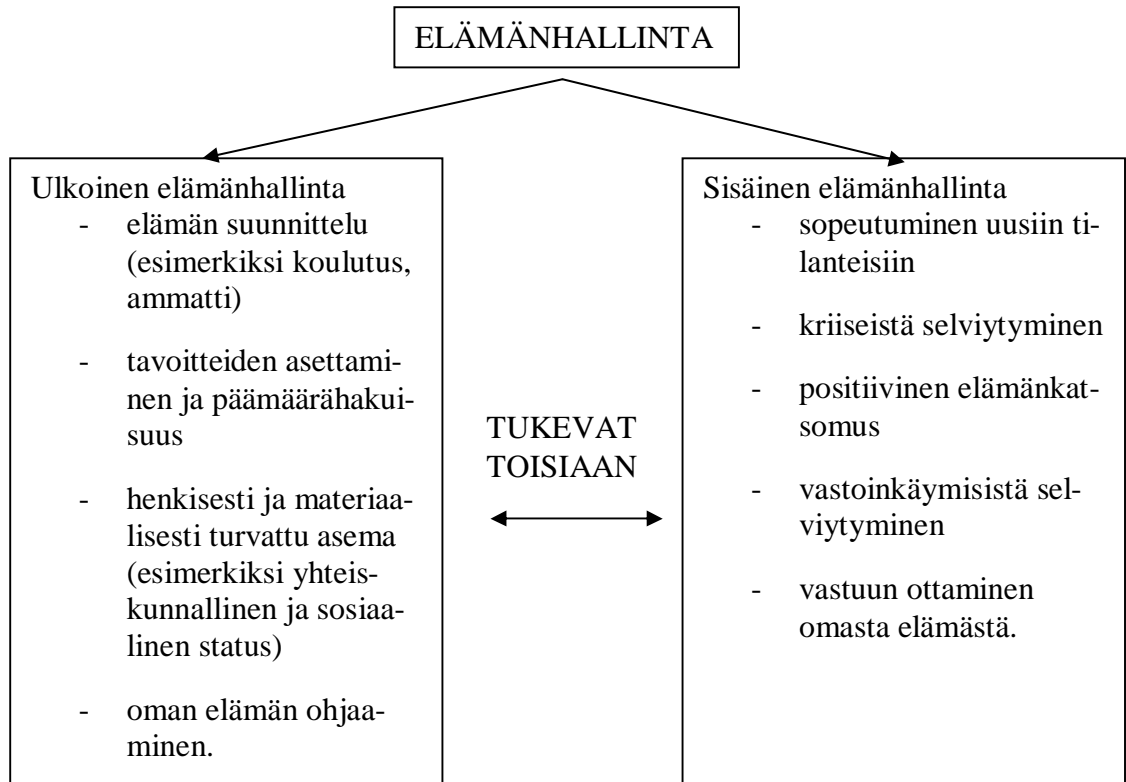 ELÄMÄNHALLINTA
Ulkoinen elämänhallinta
- elämän suunnittelu
(esimerkiksi koulutus,
ammatti)
- tavoitteiden asettami-
nen ja päämäärähakui-
suus
- henkisesti ja materiaa-
lisesti turvattu asema
(esimerkiksi yhteis-
kunnallinen ja sosiaa-
linen status)
- oman elämän ohjaa-
minen.
TUKEVAT
TOISIAAN
Sisäinen elämänhallinta
- sopeutuminen uusiin ti-
lanteisiin
- kriiseistä selviytyminen
- positiivinen elämänkat-
somus
- vastoinkäymisistä sel-
viytyminen
- vastuun ottaminen
omasta elämästä.